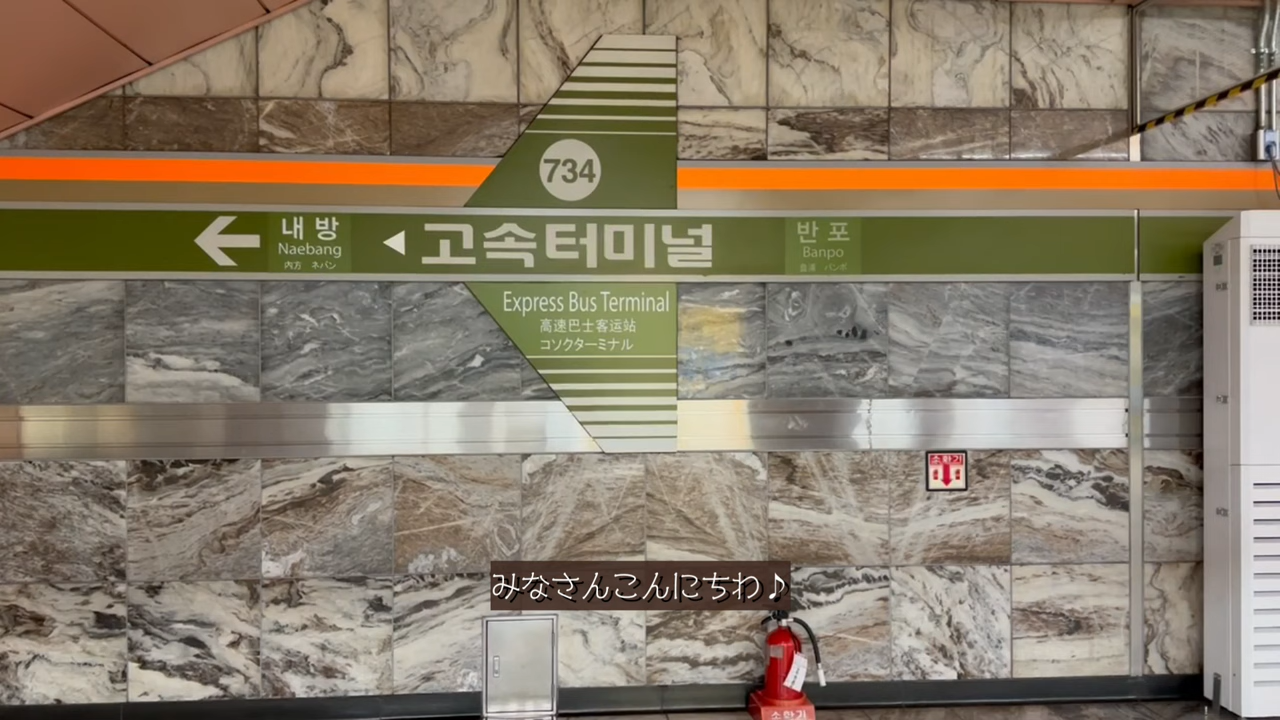 734
내 방
Naebang
内方 ネバン
고속터미널
반 포
Banpo
盘浦 バンポ
Express Bus Terminal
高速巴士客运站
コソクターミナル
소화기
みなさんこんにちわ♪
소화기